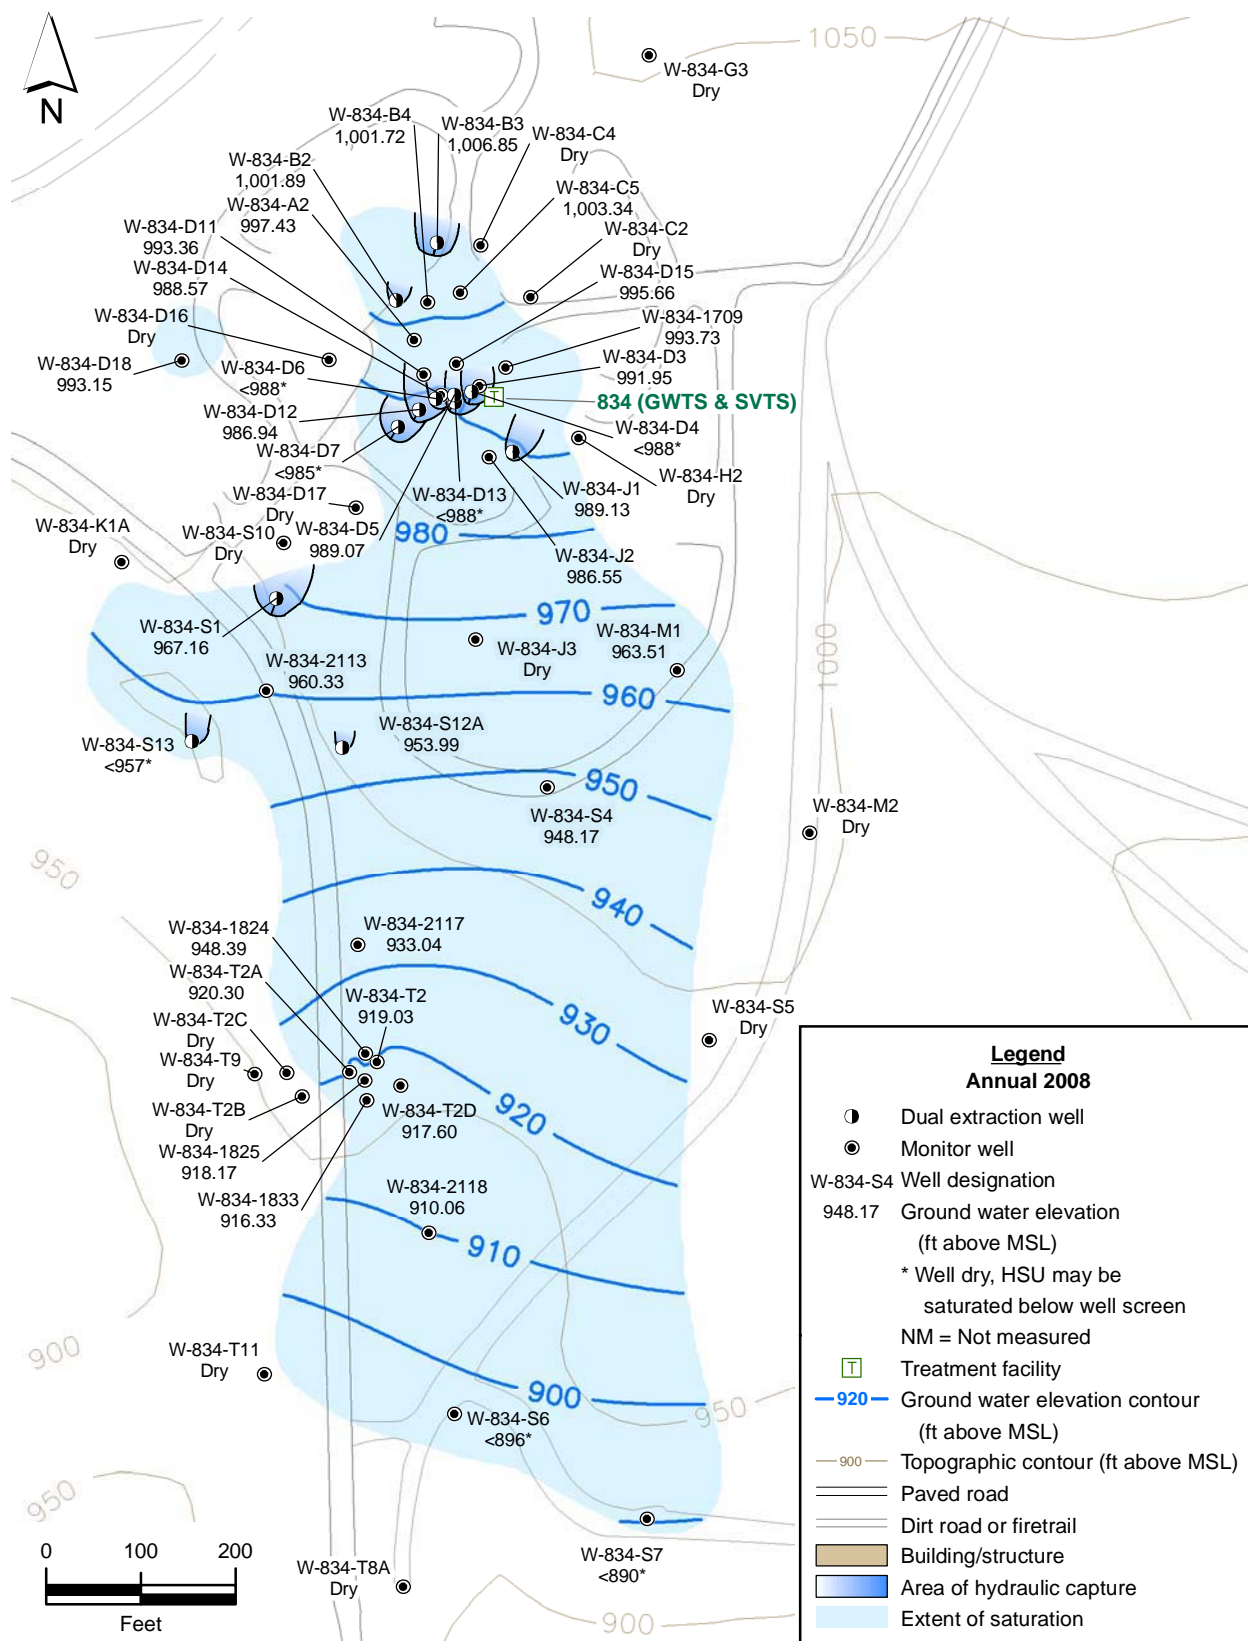 1050
W-834-G3
Dry
N
W-834-B4
1,001.72
W-834-B3
1,006.85
W-834-C4
Dry
W-834-B2
1,001.89
W-834-C5
1,003.34
W-834-A2
997.43
W-834-D11
993.36
W-834-C2
Dry
W-834-D14
988.57
W-834-D15
995.66
W-834-D16
Dry
W-834-1709
993.73
W-834-D18
993.15
W-834-D6
<988*
W-834-D3
991.95
834 (GWTS & SVTS)
T
W-834-D12
986.94
W-834-D4
<988*
W-834-D7
<985*
W-834-H2
Dry
W-834-D17
Dry
W-834-D13
<988*
W-834-J1
989.13
W-834-K1A
Dry
W-834-S10
Dry
W-834-D5
989.07
980
W-834-J2
986.55
970
W-834-S1
967.16
W-834-J3
Dry
W-834-M1
963.51
1000
W-834-2113
960.33
960
W-834-S13
<957*
W-834-S12A
953.99
950
W-834-S4
948.17
W-834-M2
Dry
950
940
W-834-1824
948.39
W-834-2117
933.04
W-834-T2A
920.30
W-834-T2
919.03
930
W-834-S5
Dry
W-834-T2C
Dry
W-834-T9
Dry
W-834-T2B
Dry
W-834-T2D
917.60
920
W-834-1825
918.17
W-834-1833
916.33
W-834-2118
910.06
910
900
W-834-T11
Dry
900
950
W-834-S6
<896*
950
W-834-S7
<890*
W-834-T8A
Dry
900
0 100 200
Feet
Legend
Annual 2008
Dual extraction well
Monitor well
W-834-S4 Well designation
948.17 Ground water elevation
(ft above MSL)
* Well dry, HSU may be
saturated below well screen
NM = Not measured
T Treatment facility
920 Ground water elevation contour
(ft above MSL)
900 Topographic contour (ft above MSL)
Paved road
Dirt road or firetrail
Building/structure
Area of hydraulic capture
Extent of saturation